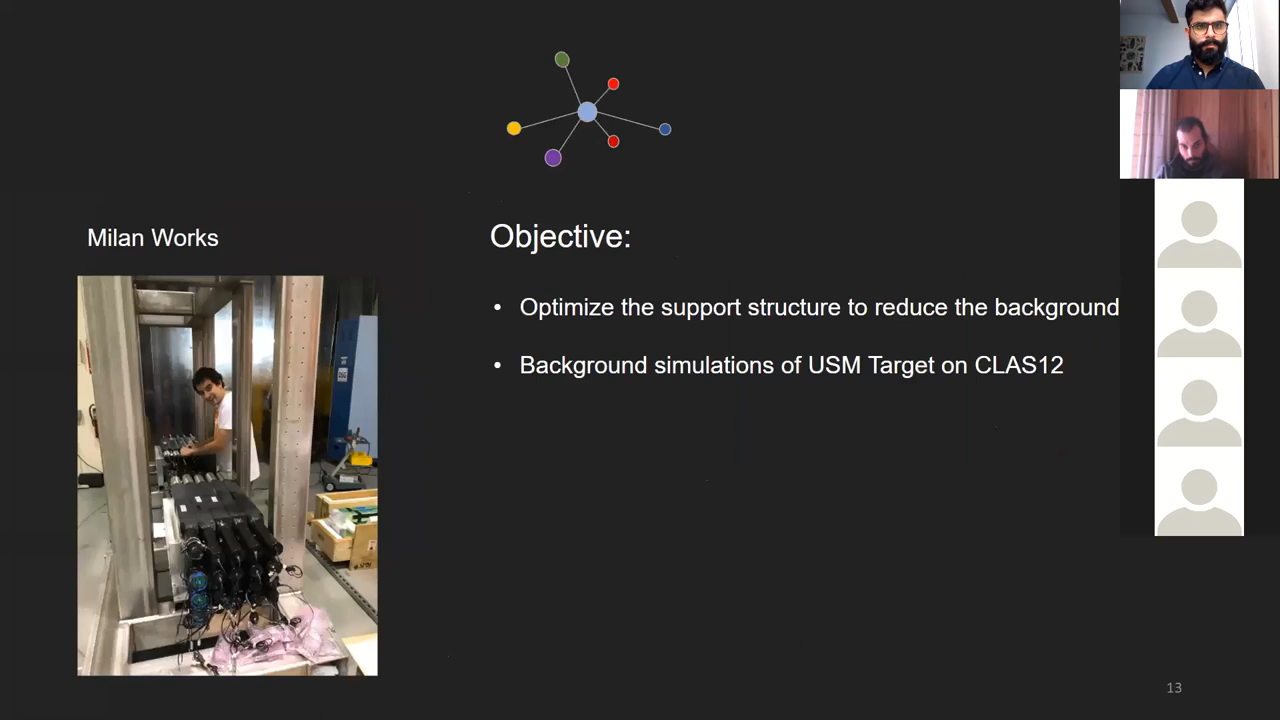 Milan Works
Objective:
• Optimize the support structure to reduce the background
• Background simulations of USM Target on CLAS12
13